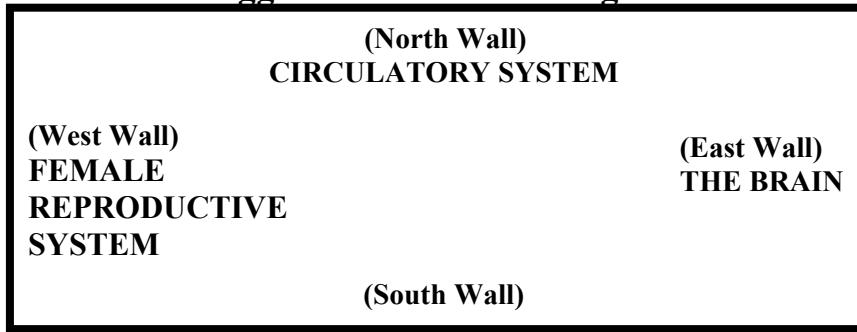 (North Wall)
CIRCULATORY SYSTEM
(West Wall)
FEMALE
REPRODUCTIVE
SYSTEM
(East Wall)
THE BRAIN
(South Wall)